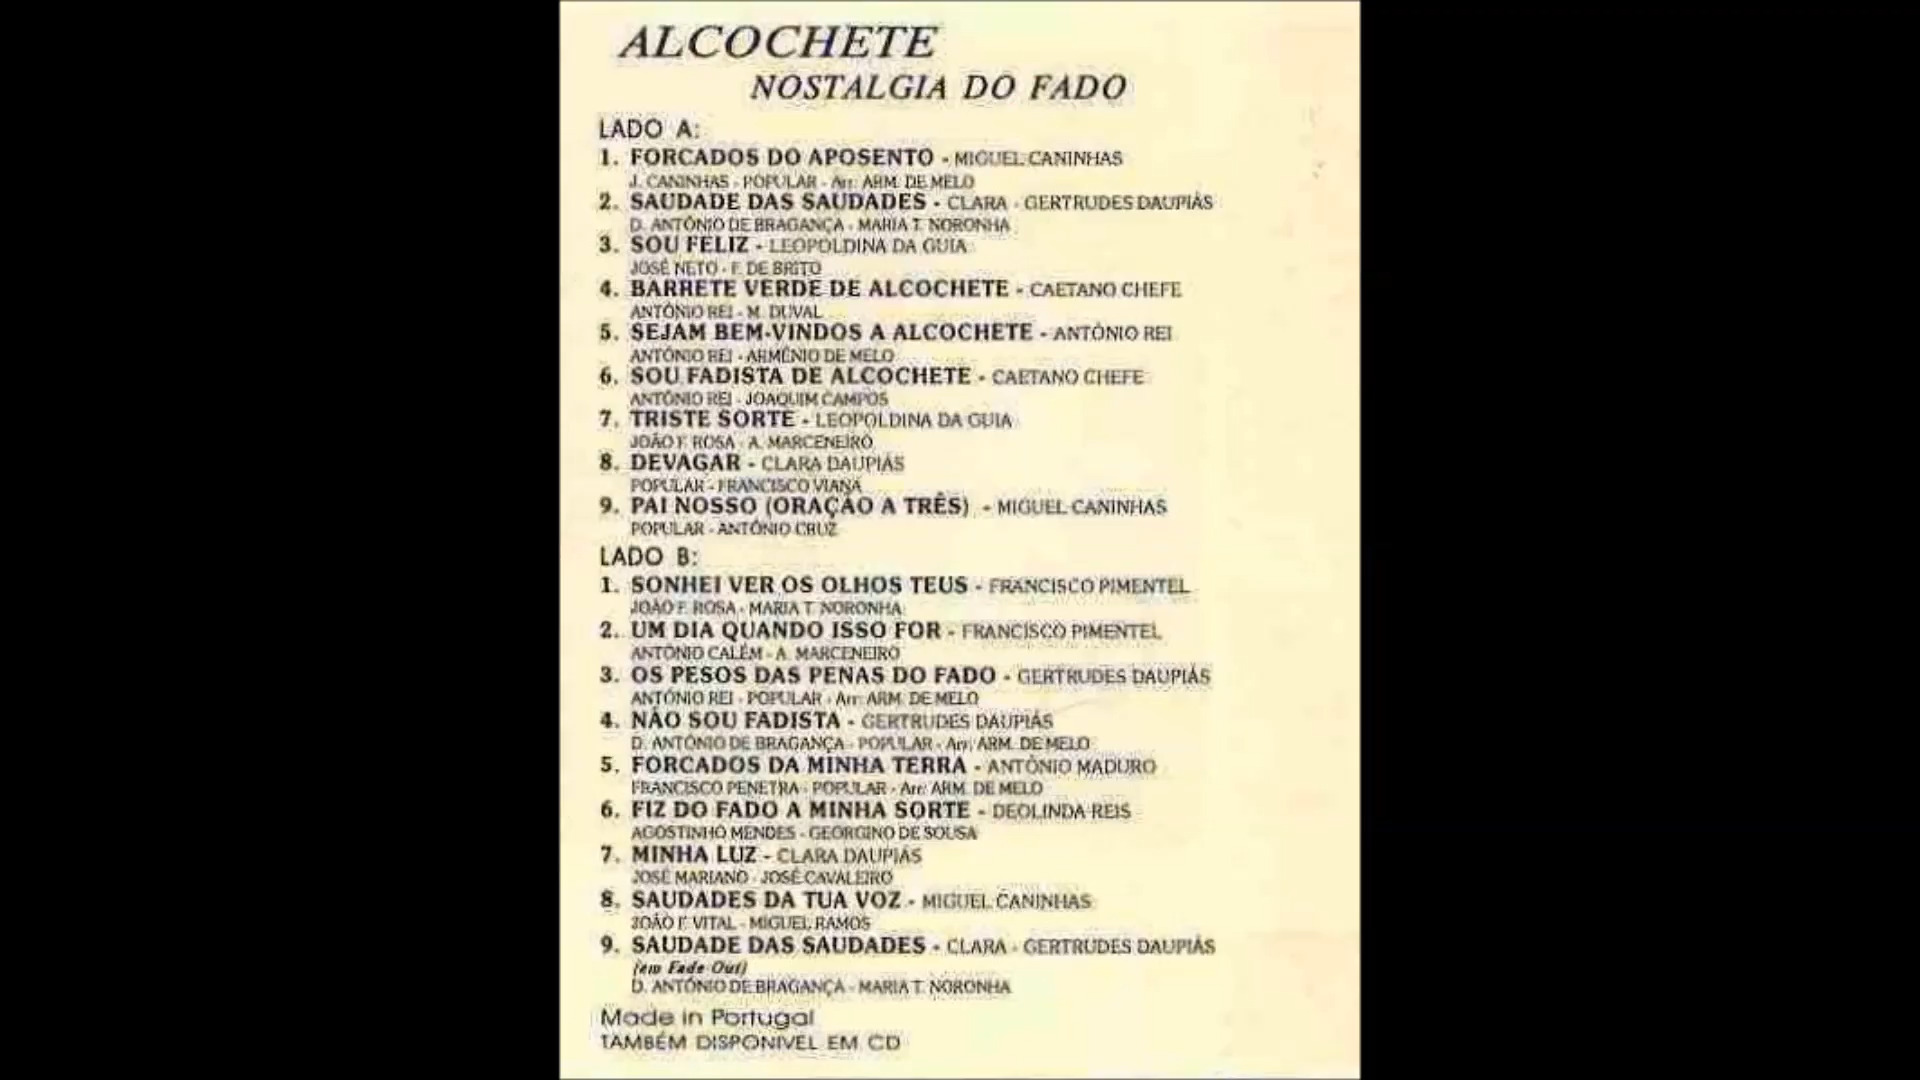 ALCOCHETE
NOSTALGIA DO FADO
LADO A:
1. FORCADOS DO APOSENTO - MIGUEL CANINHAS
J. CANINHAS - POPULAR - Arr. ARM. DE MELO
2. SAUDADE DAS SAUDADES - CLARA - GERTRUDES DAUPIÁS
D. ANTÓNIO DE BRAGANÇA - MARIA T. NORONHA
3. SOU FELIZ - LEOPOLDINA DA GUIA
JOSÉ NETO - F. DE BRITO
4. BARRETE VERDE DE ALCOCHETE - CAETANO CHEFE
ANTÓNIO REI - M. DUVAL
5. SEJAM BEM-VINDOS A ALCOCHETE - ANTÓNIO REI
ANTÓNIO REI - ARMÉNIO DE MELO
6. SOU FADISTA DE ALCOCHETE - CAETANO CHEFE
ANTÓNIO REI - JOAQUIM CAMPOS
7. TRISTE SORTE - LEOPOLDINA DA GUIA
JOÃO F. ROSA - A. MARCENEIRO
8. DEVAGAR - CLARA DAUPIÁS
POPULAR - FRANCISCO VIANA
9. PAI NOSSO (ORAÇÃO A TRÊS) - MIGUEL CANINHAS
POPULAR - ANTÓNIO CRUZ
LADO B:
1. SONHEI VER OS OLHOS TEUS - FRANCISCO PIMENTEL
JOÃO F. ROSA - MARIA T. NORONHA
2. UM DIA QUANDO ISSO FOR - FRANCISCO PIMENTEL
ANTÓNIO CALÉM - A. MARCENEIRO
3. OS PESOS DAS PENAS DO FADO - GERTRUDES DAUPIÁS
ANTÓNIO REI - POPULAR - Arr. ARM. DE MELO
4. NÃO SOU FADISTA - GERTRUDES DAUPIÁS
D. ANTÓNIO DE BRAGANÇA - POPULAR - Arr. ARM. DE MELO
5. FORCADOS DA MINHA TERRA - ANTÓNIO MADURO
FRANCISCO PENETRA - POPULAR - Arr. ARM. DE MELO
6. FIZ DO FADO A MINHA SORTE - DEOLINDA REIS
AGOSTINHO MENDES - GEORGINO DE SOUSA
7. MINHA LUZ - CLARA DAUPIÁS
JOSÉ MARIANO - JOSÉ CAVALEIRO
8. SAUDADES DA TUA VOZ - MIGUEL CANINHAS
JOÃO F. VITAL - MIGUEL RAMOS
9. SAUDADE DAS SAUDADES - CLARA - GERTRUDES DAUPIÁS
(em Fade Out)
D. ANTÓNIO DE BRAGANÇA - MARIA T. NORONHA
Made in Portugal
TAMBÉM DISPONIVEL EM CD